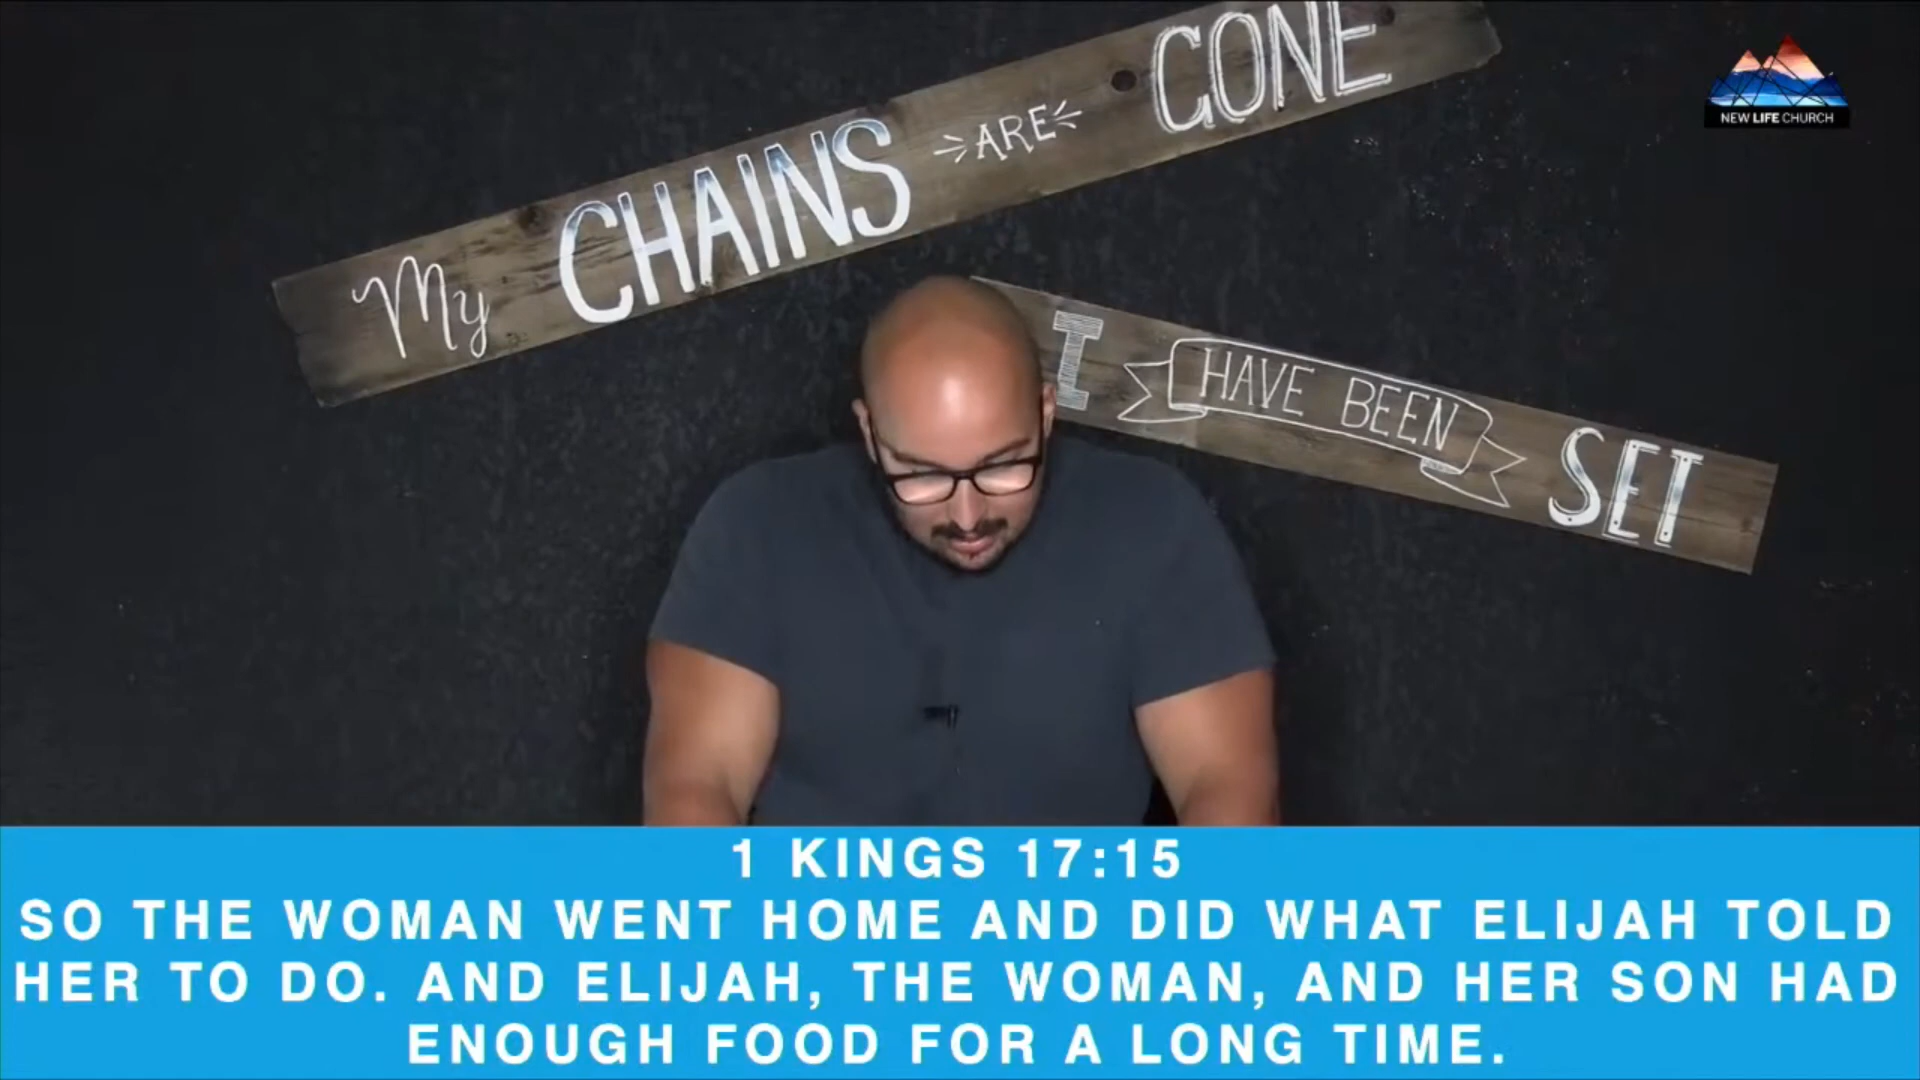 My CHAINS ARE GONE
NEW LIFE CHURCH
I HAVE BEEN SET
1 KINGS 17:15
SO THE WOMAN WENT HOME AND DID WHAT ELIJAH TOLD
HER TO DO. AND ELIJAH, THE WOMAN, AND HER SON HAD
ENOUGH FOOD FOR A LONG TIME.